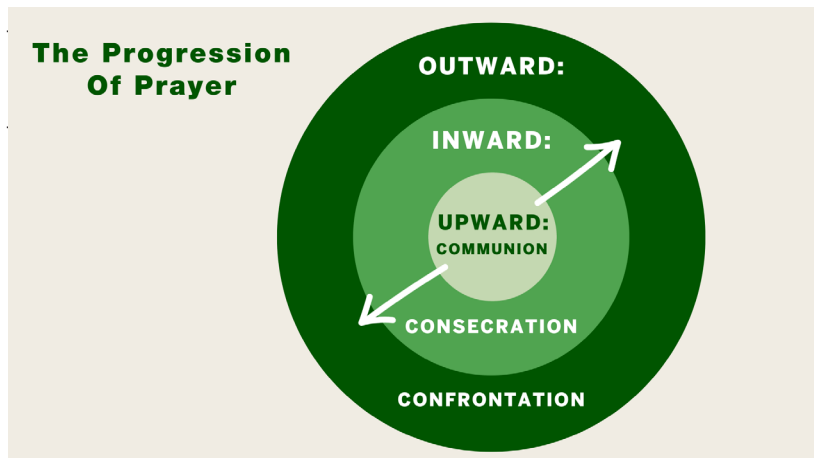 The Progression
Of Prayer
OUTWARD:
INWARD:
UPWARD:
COMMUNION
CONSECRATION
CONFRONTATION